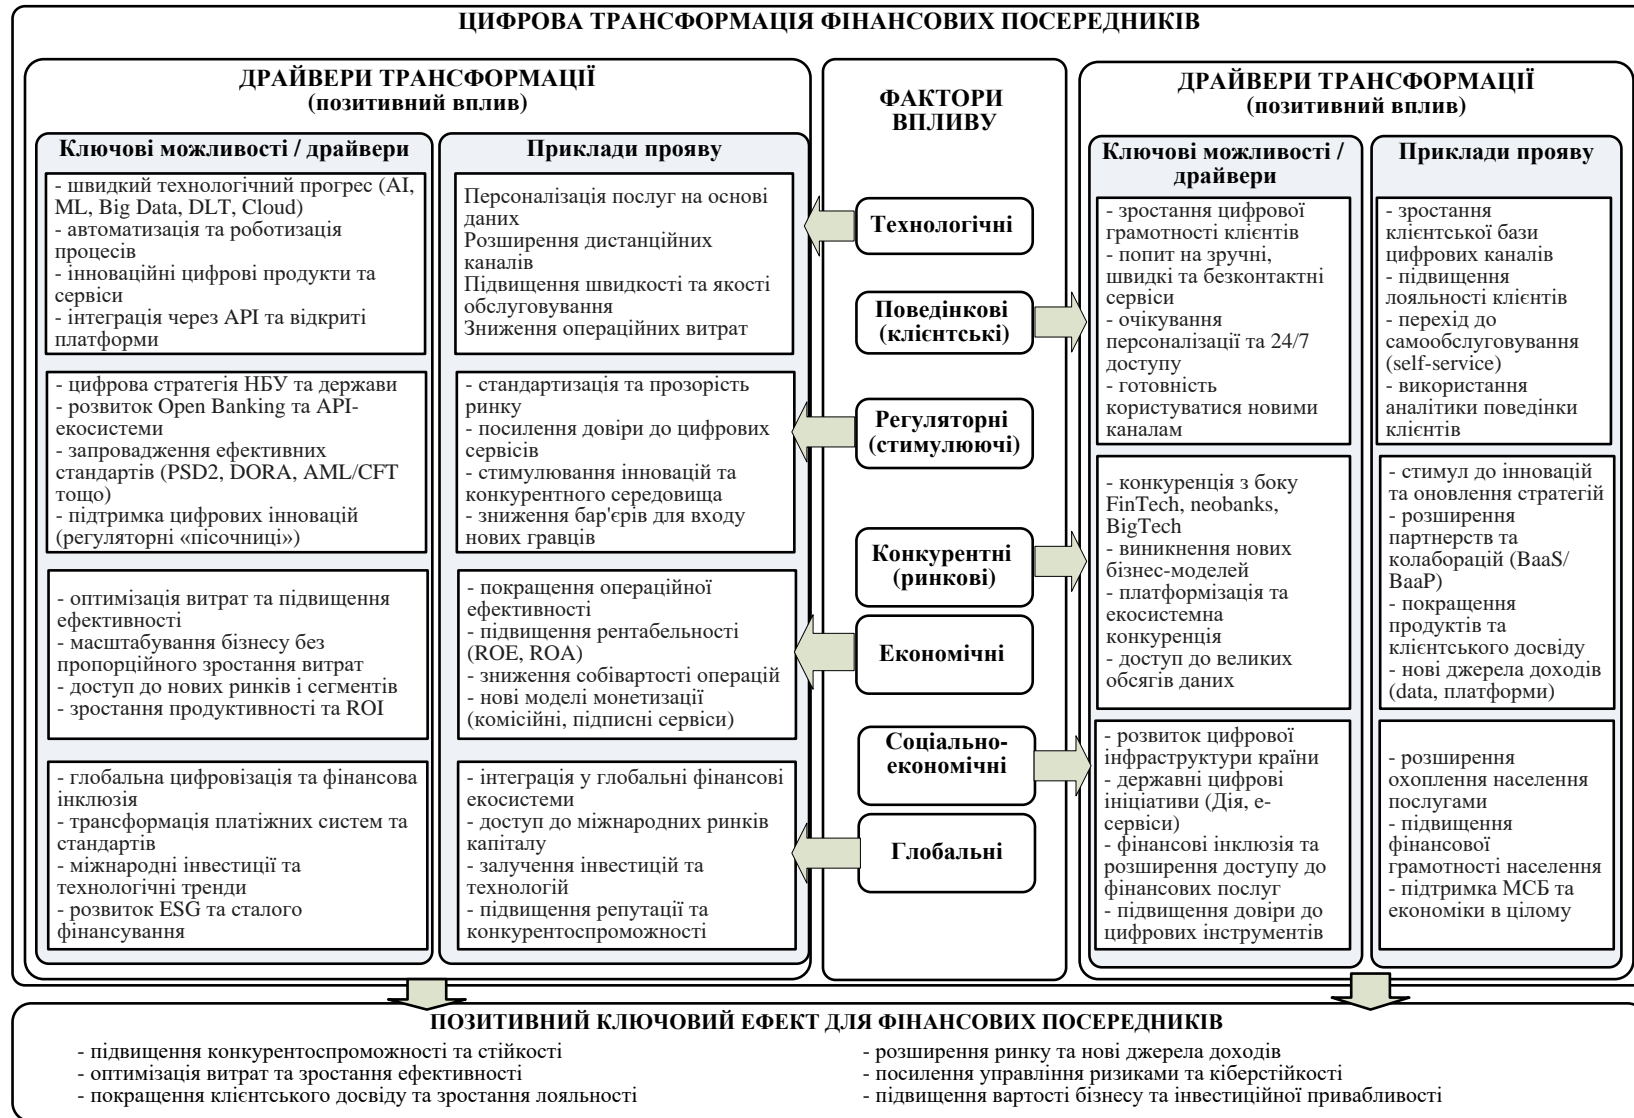 ЦИФРОВА ТРАНСФОРМАЦІЯ ФІНАНСОВИХ ПОСЕРЕДНИКІВ
ДРАЙВЕРИ ТРАНСФОРМАЦІЇ
(позитивний вплив)
Ключові можливості / драйвери
- швидкий технологічний прогрес (AI,
ML, Big Data, DLT, Cloud)
- автоматизація та роботизація
процесів
- інноваційні цифрові продукти та
сервіси
- інтеграція через API та відкриті
платформи
- цифрова стратегія НБУ та держави
- розвиток Open Banking та API-
екосистеми
- запровадження ефективних
стандартів (PSD2, DORA, AML/CFT
тощо)
- підтримка цифрових інновацій
(регуляторні «пісочниці»)
- оптимізація витрат та підвищення
ефективності
- масштабування бізнесу без
пропорційного зростання витрат
- доступ до нових ринків і сегментів
- зростання продуктивності та ROI
- глобальна цифровізація та фінансова
інклюзія
- трансформація платіжних систем та
стандартів
- міжнародні інвестиції та
технологічні тренди
- розвиток ESG та сталого
фінансування
Приклади прояву
Персоналізація послуг на основі
даних
Розширення дистанційних
каналів
Підвищення швидкості та якості
обслуговування
Зниження операційних витрат
- стандартизація та прозорість
ринку
- посилення довіри до цифрових
сервісів
- стимулювання інновацій та
конкурентного середовища
- зниження бар'єрів для входу
нових гравців
- покращення операційної
ефективності
- підвищення рентабельності
(ROE, ROA)
- зниження собівартості операцій
- нові моделі монетизації
(комісійні, підписні сервіси)
- інтеграція у глобальні фінансові
екосистеми
- доступ до міжнародних ринків
капіталу
- залучення інвестицій та
технологій
- підвищення репутації та
конкурентоспроможності
ФАКТОРИ
ВПЛИВУ
Технологічні
Поведінкові
(клієнтські)
Регуляторні
(стимулюючі)
Конкурентні
(ринкові)
Економічні
Соціально-
економічні
Глобальні
ДРАЙВЕРИ ТРАНСФОРМАЦІЇ
(позитивний вплив)
Ключові можливості /
драйвери
- зростання цифрової
грамотності клієнтів
- попит на зручні,
швидкі та безконтактні
сервіси
- очікування
персоналізації та 24/7
доступу
- готовність
користуватися новими
каналам
- конкуренція з боку
FinTech, neobanks,
BigTech
- виникнення нових
бізнес-моделей
- платформізація та
екосистемна
конкуренція
- доступ до великих
обсягів даних
- розвиток цифрової
інфраструктури країни
- державні цифрові
ініціативи (Дія, е-
сервіси)
- фінансові інклюзія та
розширення доступу до
фінансових послуг
- підвищення довіри до
цифрових інструментів
Приклади прояву
- зростання
клієнтської бази
цифрових каналів
- підвищення
лояльності клієнтів
- перехід до
самообслуговування
(self-service)
- використання
аналітики поведінки
клієнтів
- стимул до інновацій
та оновлення стратегій
- розширення
партнерств та
колаборацій (BaaS/
BaaP)
- покращення
продуктів та
клієнтського досвіду
- нові джерела доходів
(data, платформи)
- розширення
охоплення населення
послугами
- підвищення
фінансової
грамотності населення
- підтримка МСБ та
економіки в цілому
ПОЗИТИВНИЙ КЛЮЧОВИЙ ЕФЕКТ ДЛЯ ФІНАНСОВИХ ПОСЕРЕДНИКІВ
- підвищення конкурентоспроможності та стійкості
- оптимізація витрат та зростання ефективності
- покращення клієнтського досвіду та зростання лояльності
- розширення ринку та нові джерела доходів
- посилення управління ризиками та кіберстійкості
- підвищення вартості бізнесу та інвестиційної привабливості